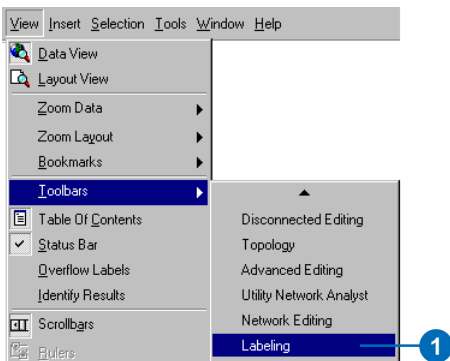 View Insert Selection Tools Window Help
Data View
Layout View
Zoom Data
Zoom Layout
Bookmarks
Toolbars
Table Of Contents
Status Bar
Overflow Labels
Identify Results
Scrollbars
Rulers
Disconnected Editing
Topology
Advanced Editing
Utility Network Analyst
Network Editing
Labeling
1